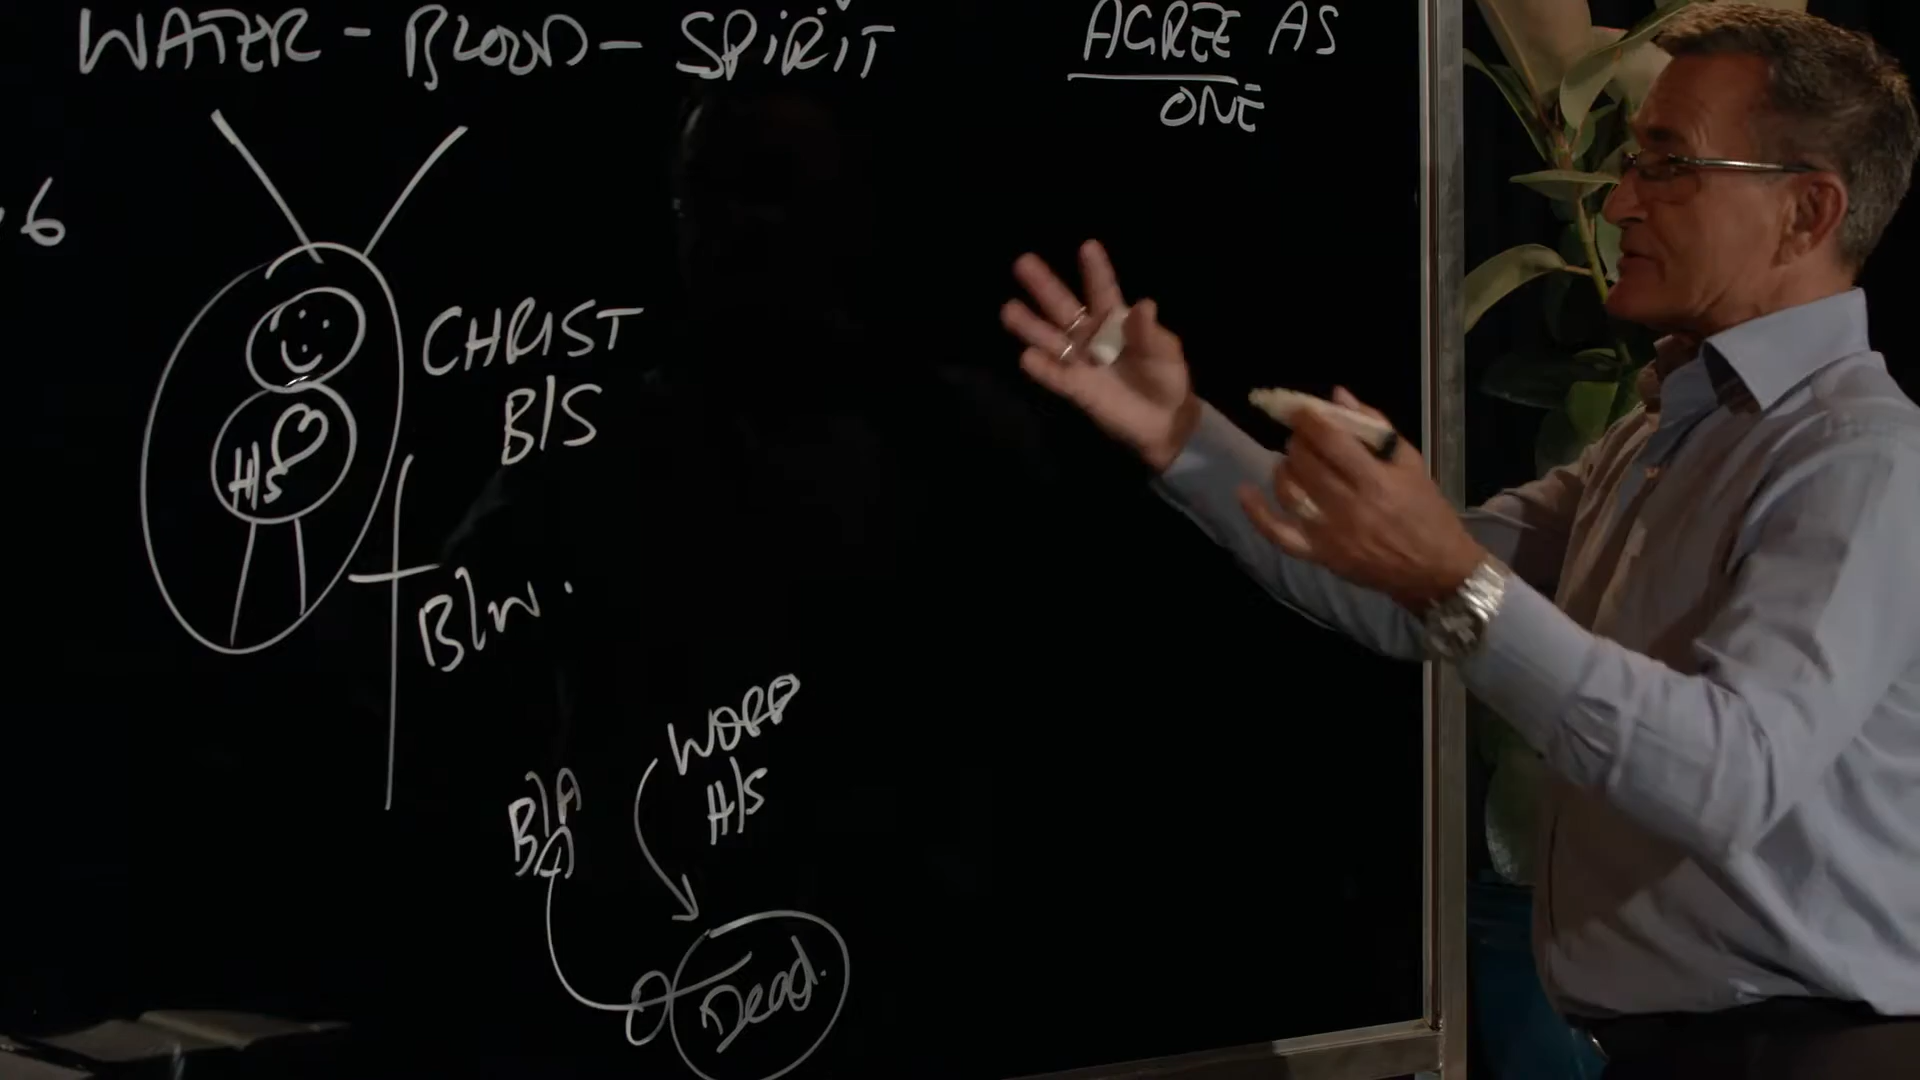 WATER - BLOOD - SPIRIT
AGREE AS
ONE
6
CHRIST
B/S
H/S
B/W.
WORD
H/S
B/A
A
Dead.